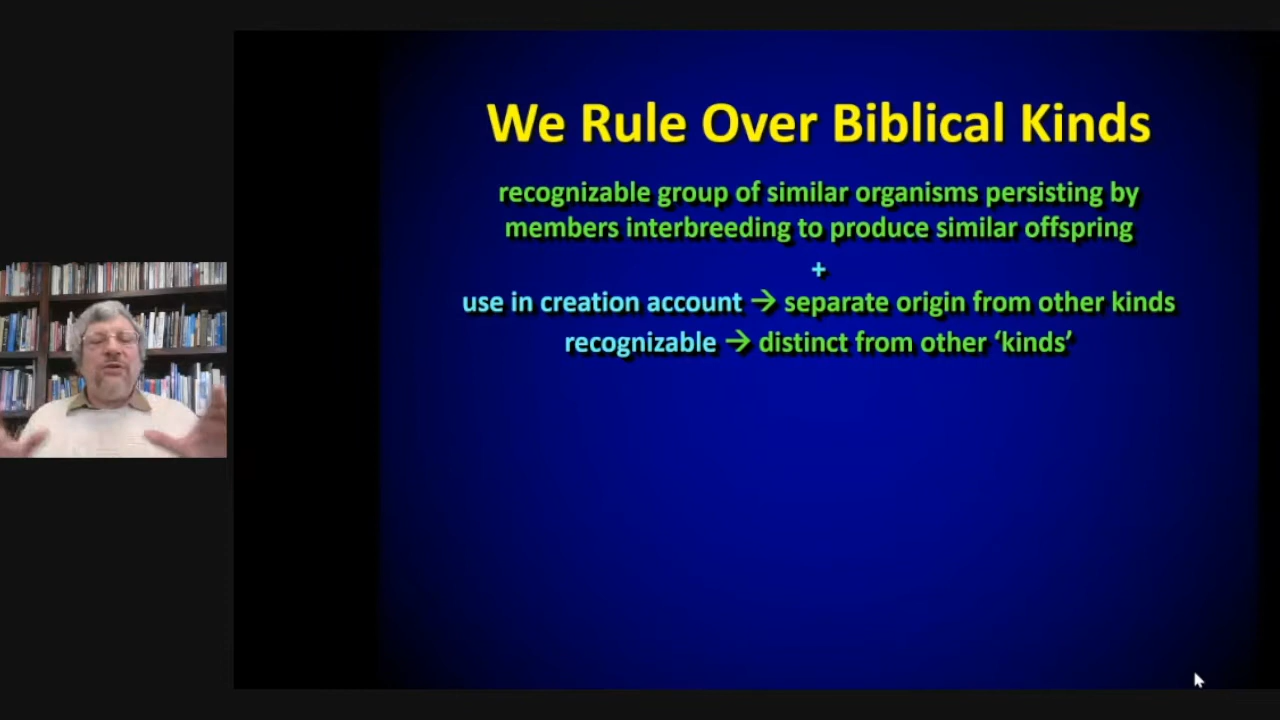 We Rule Over Biblical Kinds
recognizable group of similar organisms persisting by
members interbreeding to produce similar offspring
+
use in creation account → separate origin from other kinds
recognizable → distinct from other ‘kinds’